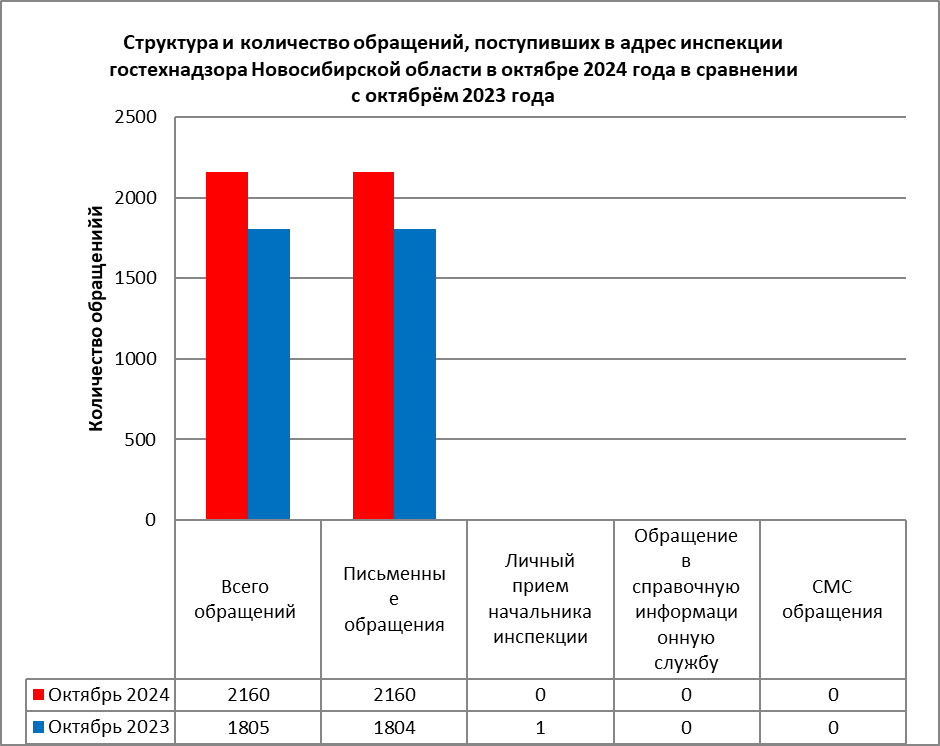 Структура и количество обращений, поступивших в адрес инспекции
гостехнадзора Новосибирской области в октябре 2024 года в сравнении
с октябрём 2023 года
Количество обращенийй
2500
2000
1500
1000
500
0
Всего
обращений
Письменны
е
обращения
Личный
прием
начальника
инспекции
Обращение
в
справочную
информаци
онную
службу
СМС
обращения
Октябрь 2024 2160 2160 0 0 0
Октябрь 2023 1805 1804 1 0 0